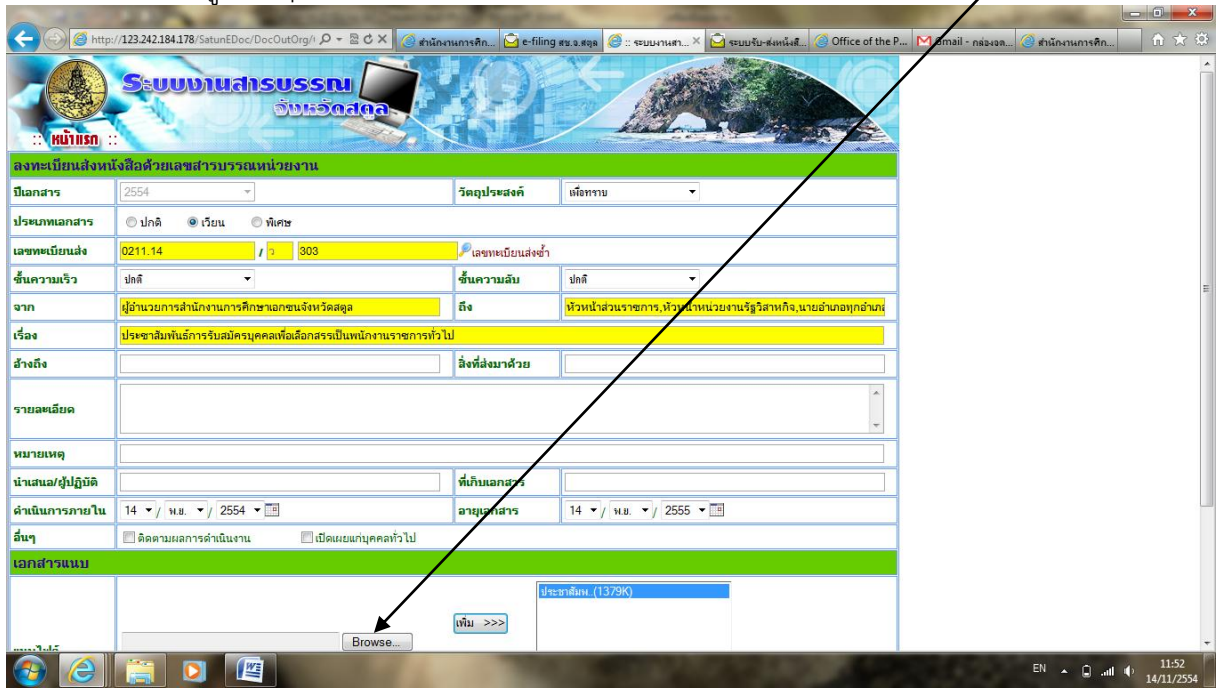 http://123.242.184.178/SatunEDoc/DocOutOrg/ สำนักงานการศึก... e-filing สช.จ.สตูล :: ระบบงานสา... ระบบรับ-ส่งหนังสื... Office of the P... Gmail - กล่องจด... สำนักงานการศึก...
ระบบงานสารบรรณ
จังหวัดสตูล
:: หน้าแรก ::
ลงทะเบียนส่งหนังสือด้วยเลขสารบรรณหน่วยงาน
ปีเอกสาร 2554 วัตถุประสงค์ เพื่อทราบ
ประเภทเอกสาร ปกติ เวียน พิเศษ
เลขทะเบียนส่ง 0211.14 / ว 303 เลขทะเบียนส่งซ้ำ
ชั้นความเร็ว ปกติ ชั้นความลับ ปกติ
จาก ผู้อำนวยการสำนักงานการศึกษาเอกชนจังหวัดสตูล ถึง หัวหน้าส่วนราชการ,หัวหน้าหน่วยงานรัฐวิสาหกิจ,นายอำเภอทุกอำเภอ
เรื่อง ประชาสัมพันธ์การรับสมัครบุคคลเพื่อเลือกสรรเป็นพนักงานราชการทั่วไป
อ้างถึง สิ่งที่ส่งมาด้วย
รายละเอียด
หมายเหตุ
นำเสนอ/ผู้ปฏิบัติ ที่เก็บเอกสาร
ดำเนินการภายใน 14 / พ.ย. / 2554 อายุเอกสาร 14 / พ.ย. / 2555
อื่นๆ ติดตามผลการดำเนินงาน เปิดเผยแก่บุคคลทั่วไป
เอกสารแนบ
ประชาสัมพ..(1379K)
เพิ่ม >>>
Browse...
EN 11:52
14/11/2554